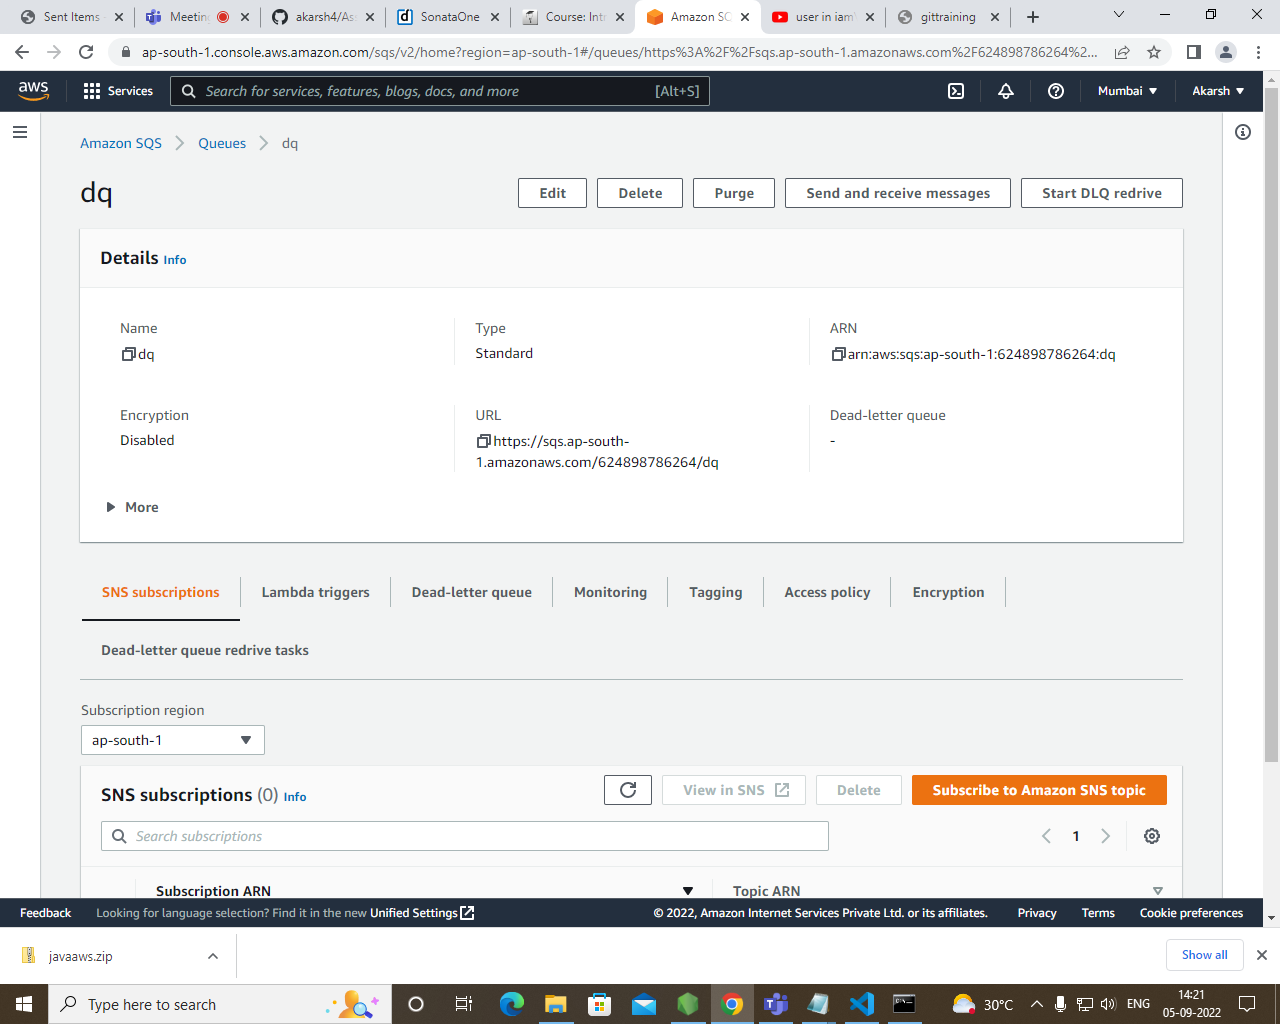 Sent Items
Meeting
akarsh4/As
SonataOne
Course: Int
Amazon SQ
user in iam
gittraining
ap-south-1.console.aws.amazon.com/sqs/v2/home?region=ap-south-1#/queues/https%3A%2F%2Fsqs.ap-south-1.amazonaws.com%2F624898786264%2...
aws
Services
Search for services, features, blogs, docs, and more
[Alt+S]
Mumbai
Akarsh
Amazon SQS
Queues
dq
dq
Edit
Delete
Purge
Send and receive messages
Start DLQ redrive
Details Info
Name
dq
Type
Standard
ARN
arn:aws:sqs:ap-south-1:624898786264:dq
Encryption
Disabled
URL
https://sqs.ap-south-
1.amazonaws.com/624898786264/dq
Dead-letter queue
-
More
SNS subscriptions
Lambda triggers
Dead-letter queue
Monitoring
Tagging
Access policy
Encryption
Dead-letter queue redrive tasks
Subscription region
ap-south-1
SNS subscriptions (0) Info
View in SNS
Delete
Subscribe to Amazon SNS topic
Search subscriptions
1
Subscription ARN
Topic ARN
Feedback
Looking for language selection? Find it in the new Unified Settings
© 2022, Amazon Internet Services Private Ltd. or its affiliates.
Privacy
Terms
Cookie preferences
javaaws.zip
Show all
Type here to search
30°C
ENG
14:21
05-09-2022